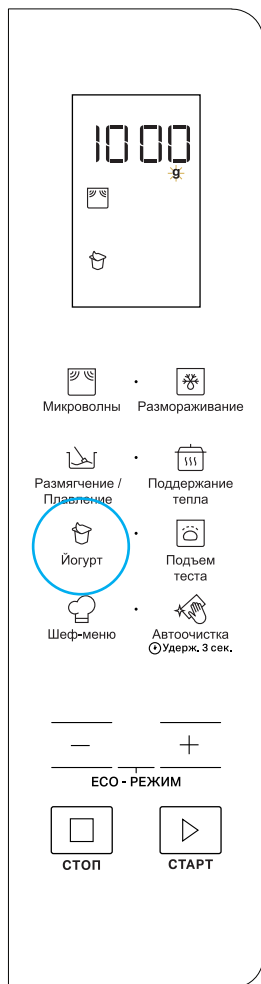 1000
g
Микроволны
Размораживание
Размягчение /
Плавление
Поддержание
тепла
Йогурт
Подъем
теста
Шеф-меню
Автоочистка
Удерж. 3 сек.
− +
ECO - РЕЖИМ
СТОП
СТАРТ